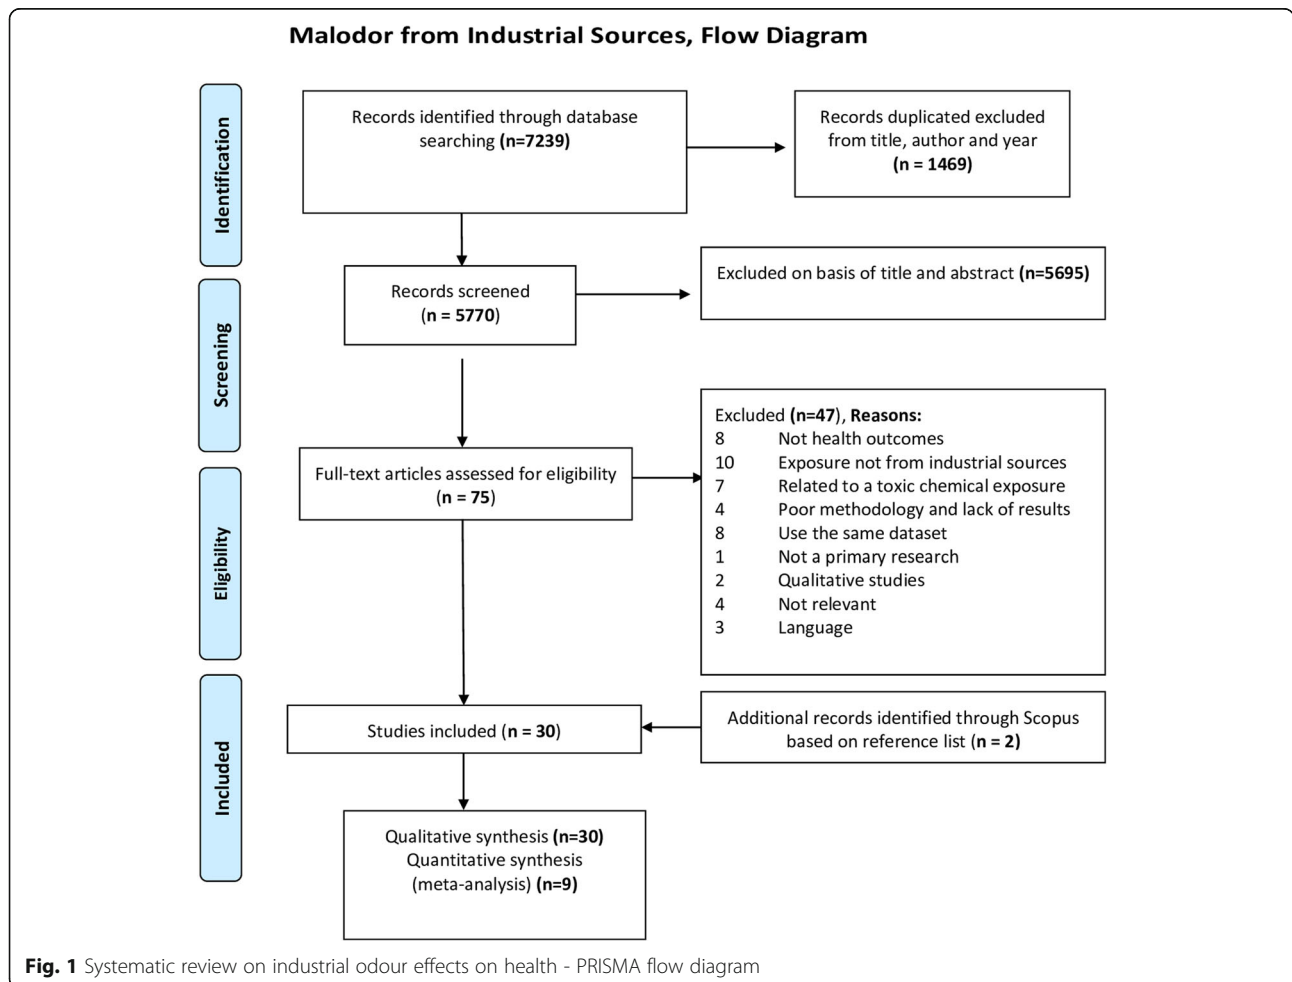 Malodor from Industrial Sources, Flow Diagram
Identification
Records identified through database
searching (n=7239)
Records duplicated excluded
from title, author and year
(n = 1469)
Screening
Records screened
(n = 5770)
Excluded on basis of title and abstract (n=5695)
Eligibility
Full-text articles assessed for eligibility
(n = 75)
Excluded (n=47), Reasons:
8 Not health outcomes
10 Exposure not from industrial sources
7 Related to a toxic chemical exposure
4 Poor methodology and lack of results
8 Use the same dataset
1 Not a primary research
2 Qualitative studies
4 Not relevant
3 Language
Included
Studies included (n = 30)
Additional records identified through Scopus
based on reference list (n = 2)
Qualitative synthesis (n=30)
Quantitative synthesis
(meta-analysis) (n=9)
Fig. 1 Systematic review on industrial odour effects on health - PRISMA flow diagram